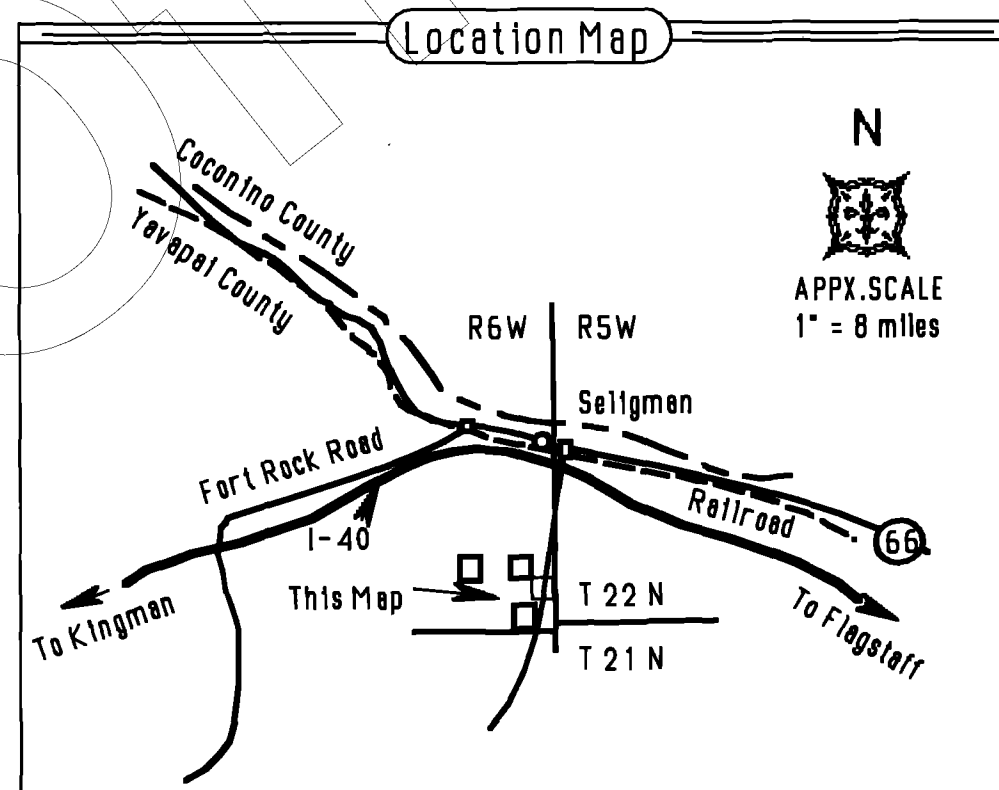 Location Map
N
Coconino County
Yavapai County
APPX.SCALE
1" = 8 miles
R6W
R5W
Seligman
Fort Rock Road
Railroad
66
I-40
This Map
T 22 N
To Kingman
To Flagstaff
T 21 N